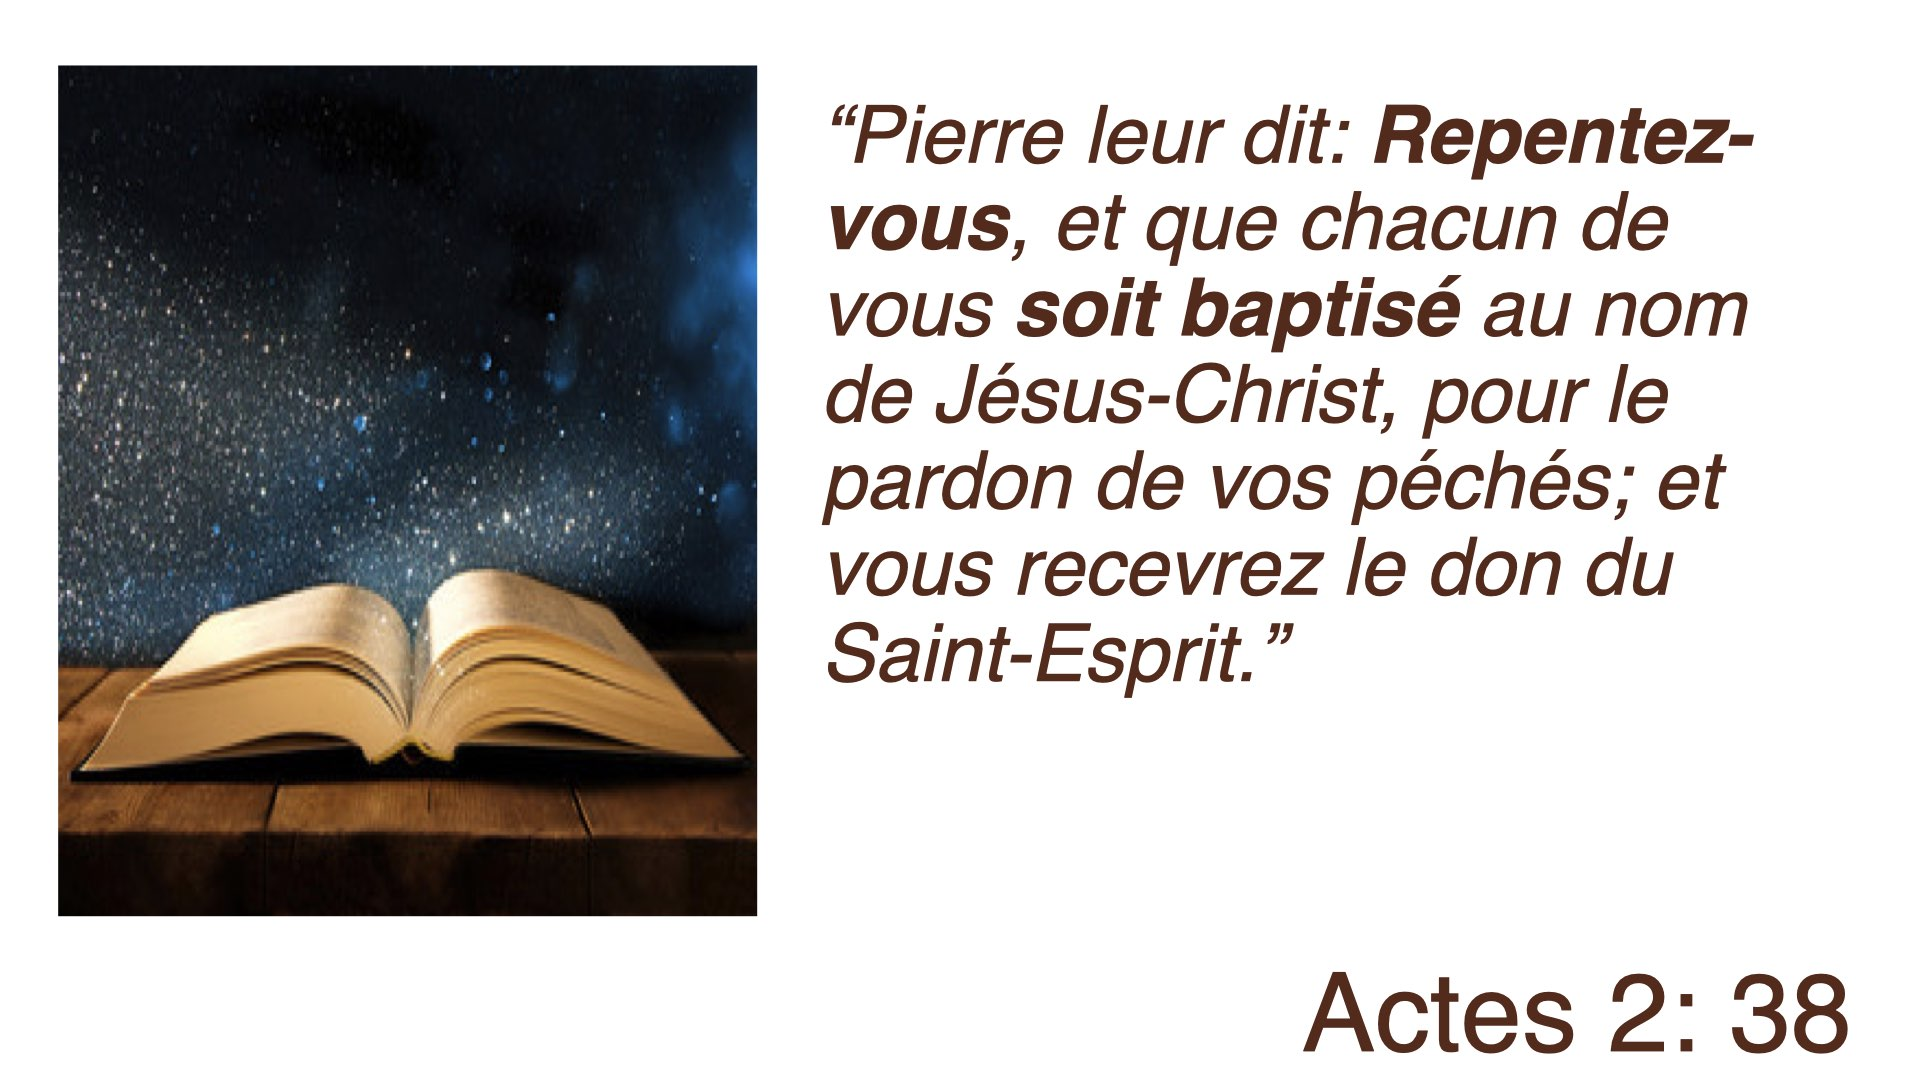 “Pierre leur dit: Repentez-
vous, et que chacun de
vous soit baptisé au nom
de Jésus-Christ, pour le
pardon de vos péchés; et
vous recevrez le don du
Saint-Esprit.”
Actes 2: 38